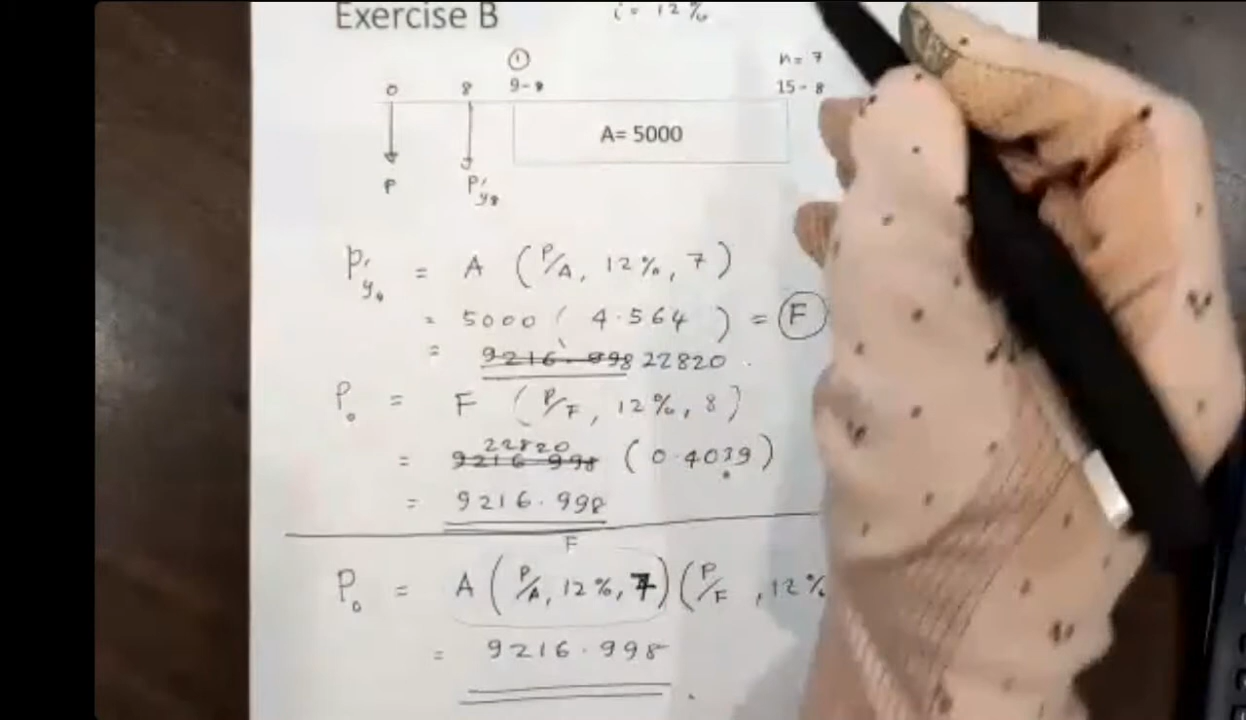 Exercise B
i = 12%
① n = 7
0 8 9-8 15-8
A= 5000
P P'y8
P'y8 = A (P/A, 12%, 7)
= 5000 ( 4.564 ) = F
= 9216.998 22820
P0 = F (P/F, 12%, 8)
22820
= 9216.998 (0.4039)
= 9216.998
F
P0 = A (P/A, 12%, 7) (P/F , 12%
= 9216.998